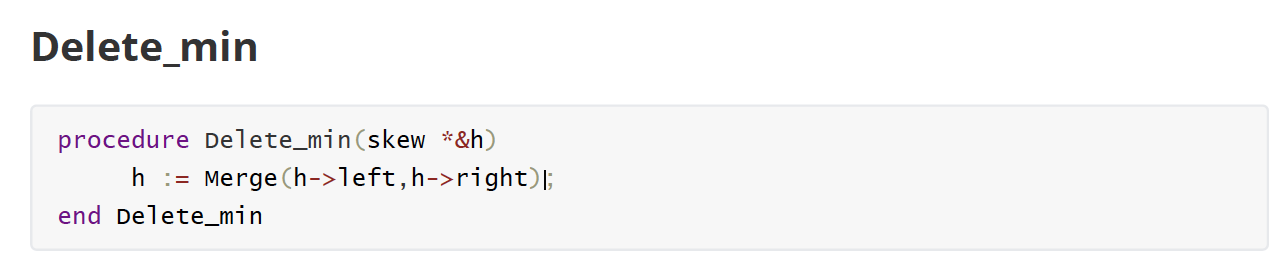 Delete_min
procedure Delete_min(skew *&h)
h := Merge(h->left,h->right);
end Delete_min